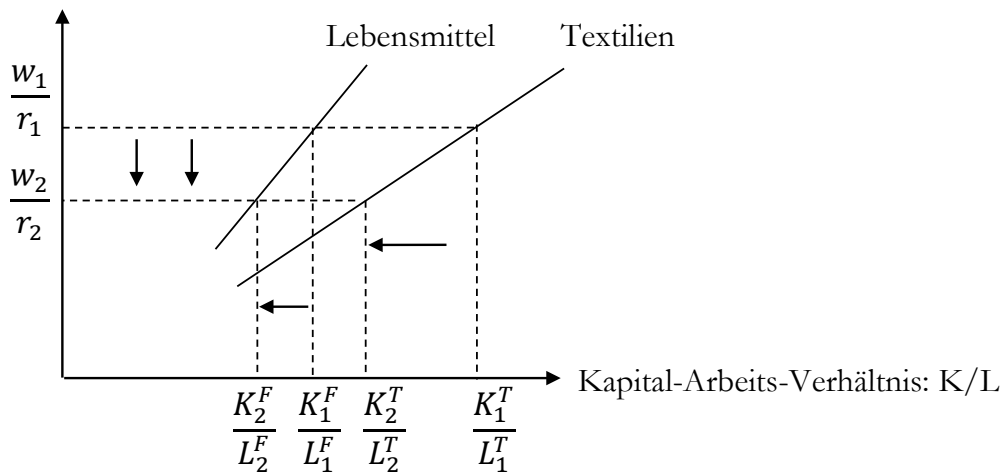 Lebensmittel Textilien
w₁/r₁
w₂/r₂
Kapital-Arbeits-Verhältnis: K/L
K₂ᶠ/L₂ᶠ K₁ᶠ/L₁ᶠ K₂ᵀ/L₂ᵀ K₁ᵀ/L₁ᵀ